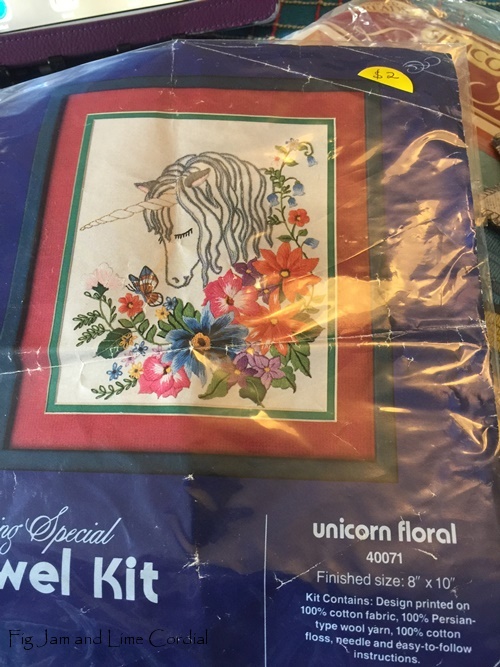 $2
ing Special
wel Kit
unicorn floral
40071
Finished size: 8" x 10"
Kit Contains: Design printed on
100% cotton fabric, 100% Persian-
type wool yarn, 100% cotton
floss, needle and easy-to-follow
instructions.
Fig Jam and Lime Cordial